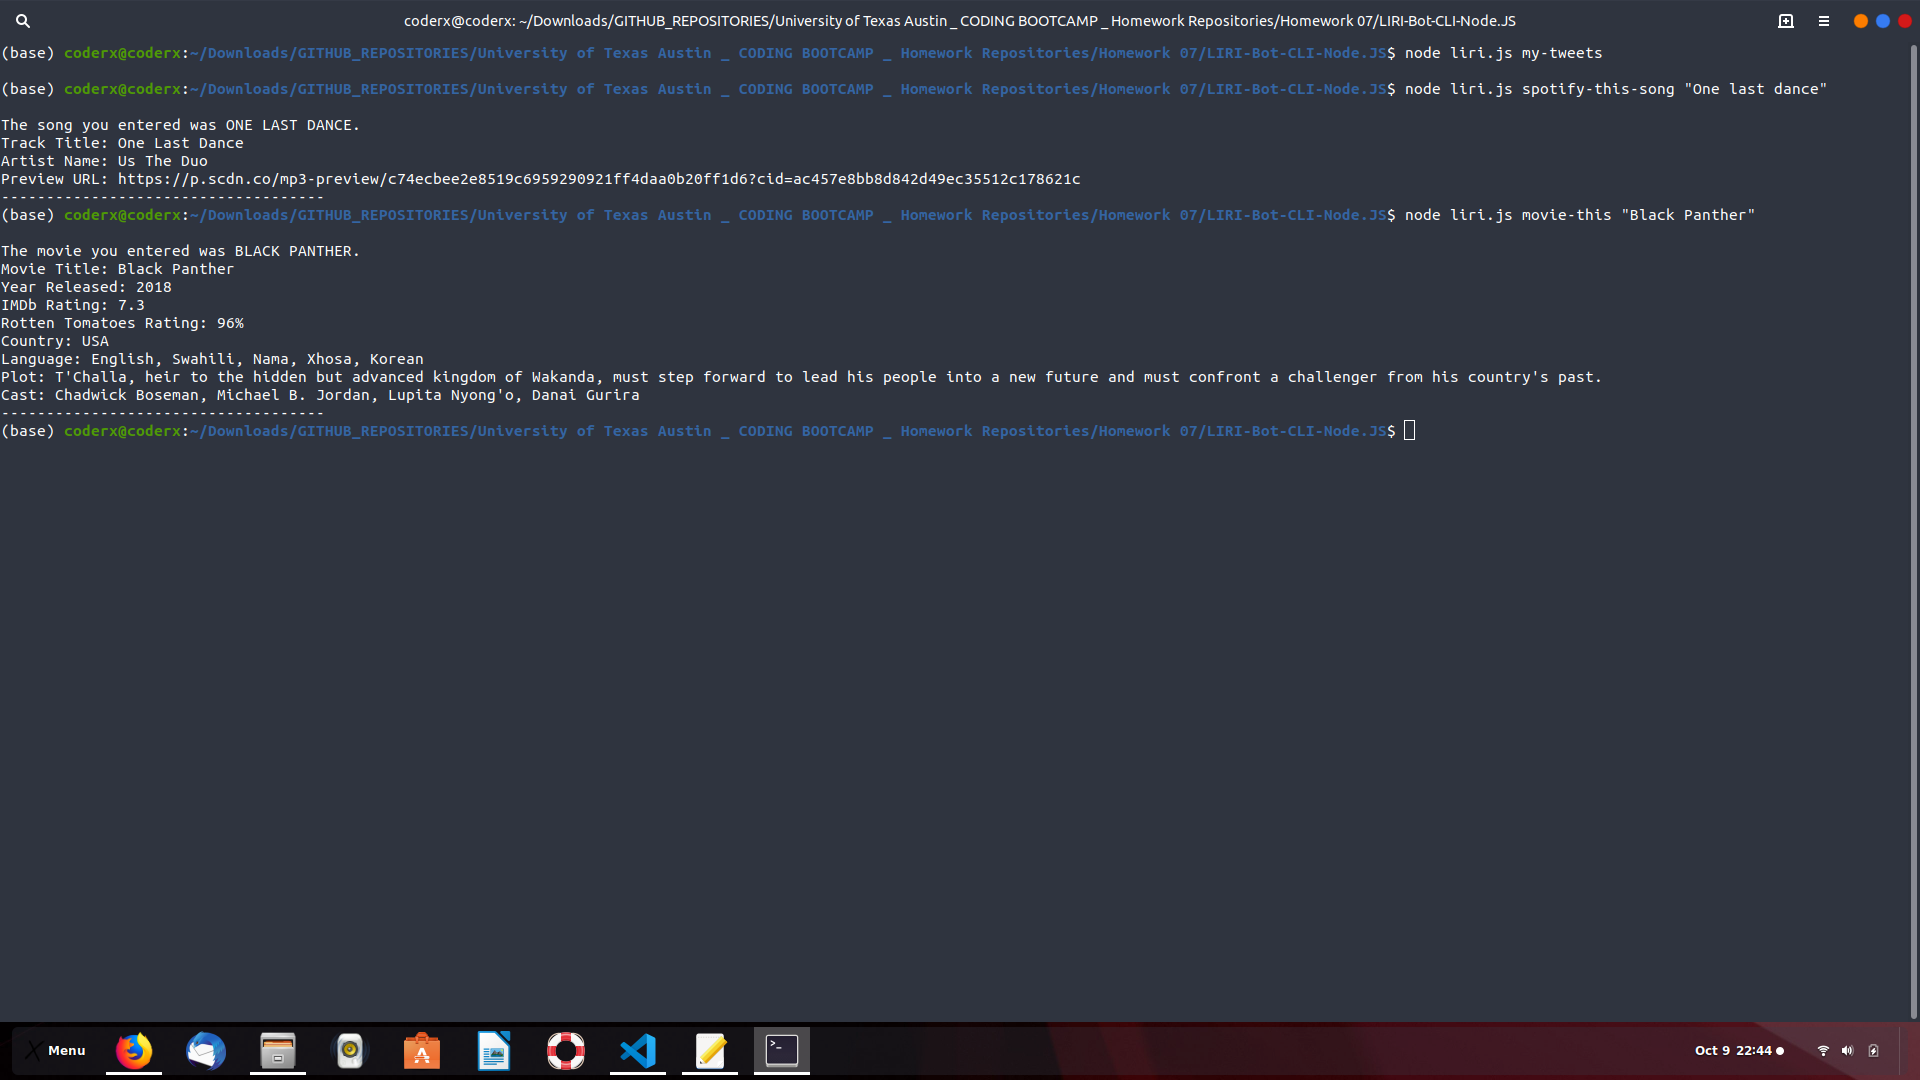 coderx@coderx: ~/Downloads/GITHUB_REPOSITORIES/University of Texas Austin _ CODING BOOTCAMP _ Homework Repositories/Homework 07/LIRI-Bot-CLI-Node.JS
(base) coderx@coderx:~/Downloads/GITHUB_REPOSITORIES/University of Texas Austin _ CODING BOOTCAMP _ Homework Repositories/Homework 07/LIRI-Bot-CLI-Node.JS$ node liri.js my-tweets
(base) coderx@coderx:~/Downloads/GITHUB_REPOSITORIES/University of Texas Austin _ CODING BOOTCAMP _ Homework Repositories/Homework 07/LIRI-Bot-CLI-Node.JS$ node liri.js spotify-this-song "One last dance"
The song you entered was ONE LAST DANCE.
Track Title: One Last Dance
Artist Name: Us The Duo
Preview URL: https://p.scdn.co/mp3-preview/c74ecbee2e8519c6959290921ff4daa0b20ff1d6?cid=ac457e8bb8d842d49ec35512c178621c
------------------------------------
(base) coderx@coderx:~/Downloads/GITHUB_REPOSITORIES/University of Texas Austin _ CODING BOOTCAMP _ Homework Repositories/Homework 07/LIRI-Bot-CLI-Node.JS$ node liri.js movie-this "Black Panther"
The movie you entered was BLACK PANTHER.
Movie Title: Black Panther
Year Released: 2018
IMDb Rating: 7.3
Rotten Tomatoes Rating: 96%
Country: USA
Language: English, Swahili, Nama, Xhosa, Korean
Plot: T'Challa, heir to the hidden but advanced kingdom of Wakanda, must step forward to lead his people into a new future and must confront a challenger from his country's past.
Cast: Chadwick Boseman, Michael B. Jordan, Lupita Nyong'o, Danai Gurira
------------------------------------
(base) coderx@coderx:~/Downloads/GITHUB_REPOSITORIES/University of Texas Austin _ CODING BOOTCAMP _ Homework Repositories/Homework 07/LIRI-Bot-CLI-Node.JS$
Menu
Oct 9 22:44